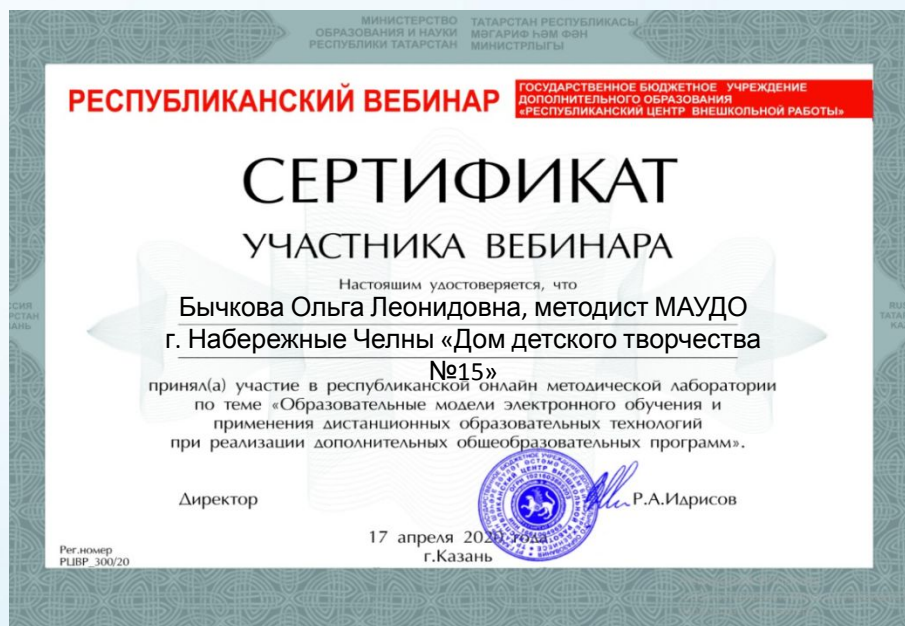 МИНИСТЕРСТВО
ОБРАЗОВАНИЯ И НАУКИ
РЕСПУБЛИКИ ТАТАРСТАН
ТАТАРСТАН РЕСПУБЛИКАСЫ
МӘГАРИФ ҺӘМ ФӘН
МИНИСТРЛЫГЫ
РЕСПУБЛИКАНСКИЙ ВЕБИНАР
ГОСУДАРСТВЕННОЕ БЮДЖЕТНОЕ УЧРЕЖДЕНИЕ
ДОПОЛНИТЕЛЬНОГО ОБРАЗОВАНИЯ
«РЕСПУБЛИКАНСКИЙ ЦЕНТР ВНЕШКОЛЬНОЙ РАБОТЫ»
СЕРТИФИКАТ
УЧАСТНИКА ВЕБИНАРА
Настоящим удостоверяется, что
Бычкова Ольга Леонидовна, методист МАУДО
г. Набережные Челны «Дом детского творчества
№15»
принял(а) участие в республиканской онлайн методической лаборатории
по теме «Образовательные модели электронного обучения и
применения дистанционных образовательных технологий
при реализации дополнительных общеобразовательных программ».
Директор
Р.А.Идрисов
17 апреля 2020 года
г.Казань
Рег.номер
РЦВР_300/20